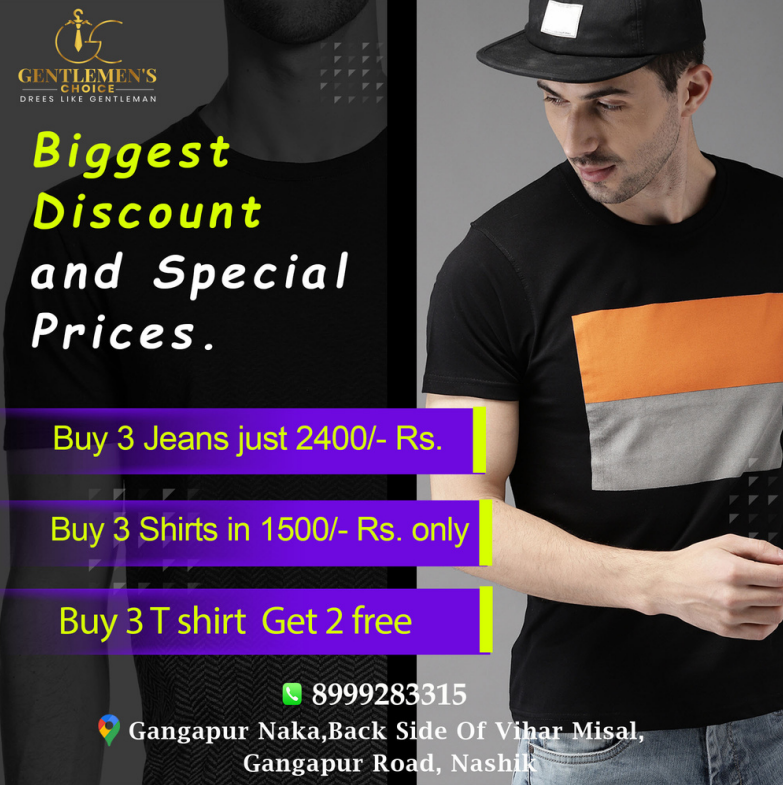 GENTLEMEN'S
CHOICE
DREES LIKE GENTLEMAN
Biggest
Discount
and Special
Prices.
Buy 3 Jeans just 2400/- Rs.
Buy 3 Shirts in 1500/- Rs. only
Buy 3 T shirt Get 2 free
8999283315
Gangapur Naka,Back Side Of Vihar Misal,
Gangapur Road, Nashik